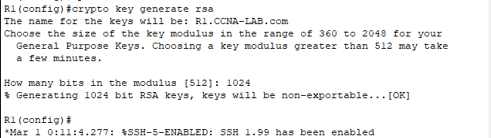 R1(config)#crypto key generate rsa
The name for the keys will be: R1.CCNA-LAB.com
Choose the size of the key modulus in the range of 360 to 2048 for your
General Purpose Keys. Choosing a key modulus greater than 512 may take
a few minutes.
How many bits in the modulus [512]: 1024
% Generating 1024 bit RSA keys, keys will be non-exportable...[OK]
R1(config)#
*Mar 1 0:11:4.277: %SSH-5-ENABLED: SSH 1.99 has been enabled